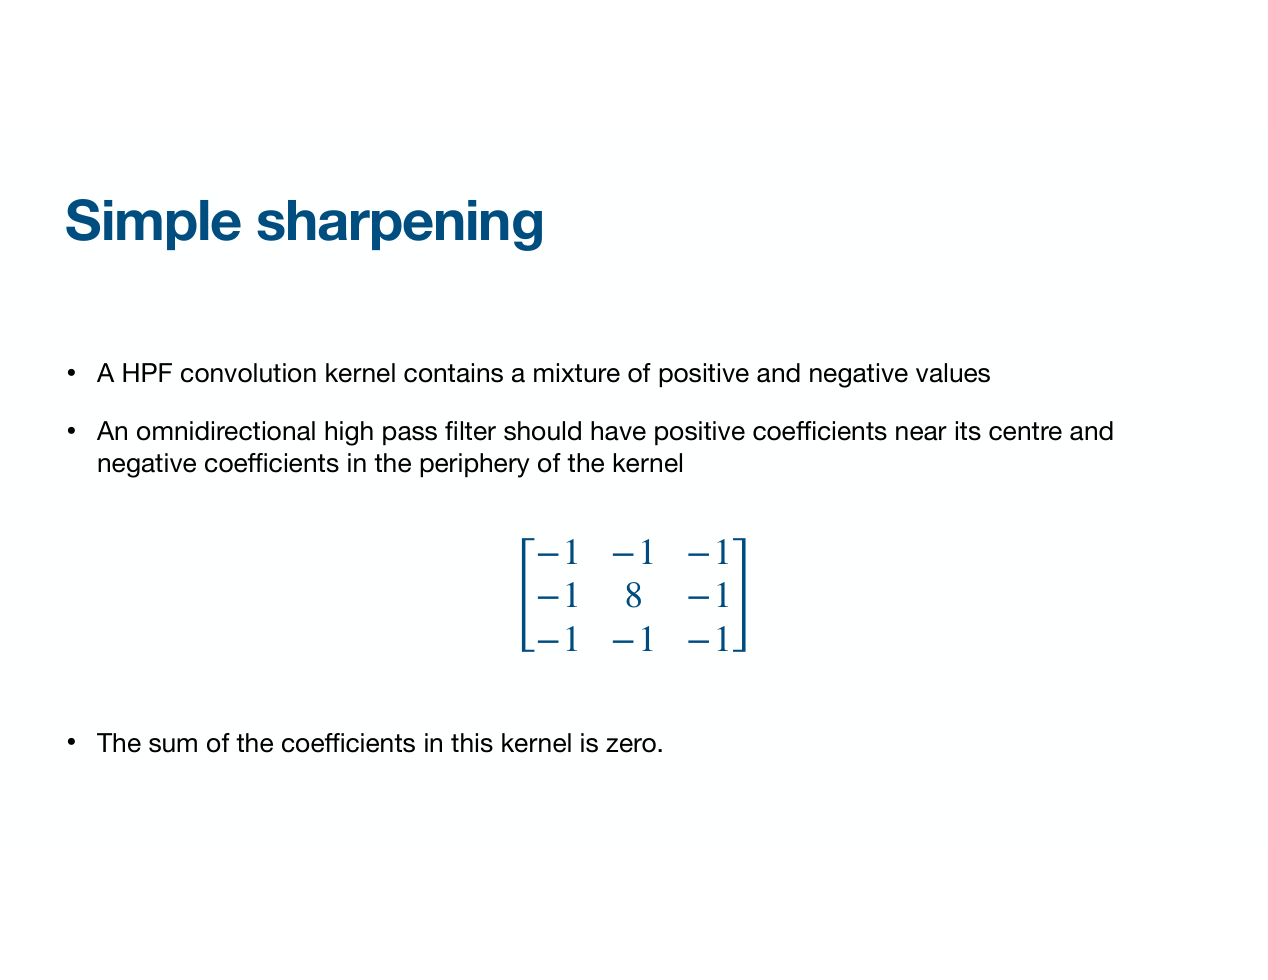 Simple sharpening
• A HPF convolution kernel contains a mixture of positive and negative values
• An omnidirectional high pass filter should have positive coefficients near its centre and
negative coefficients in the periphery of the kernel
−1 −1 −1
−1 8 −1
−1 −1 −1
• The sum of the coefficients in this kernel is zero.